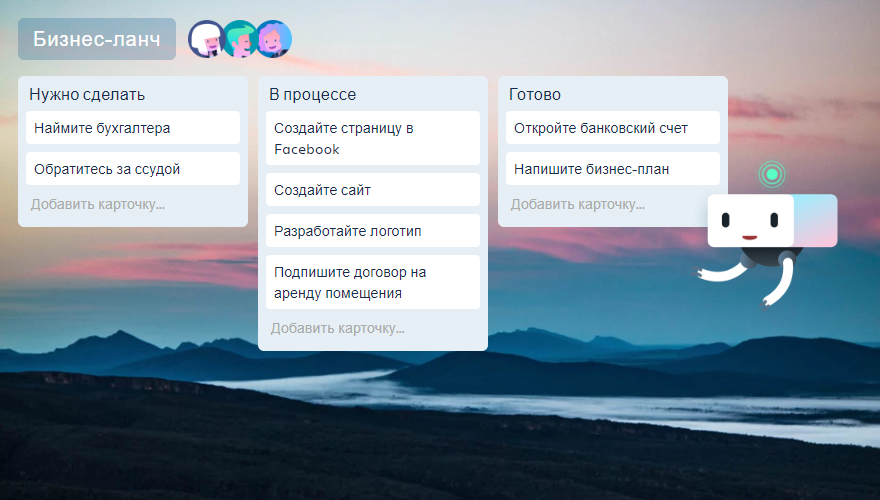 Бизнес-ланч
Нужно сделать
Наймите бухгалтера
Обратитесь за ссудой
Добавить карточку...
В процессе
Создайте страницу в
Facebook
Создайте сайт
Разработайте логотип
Подпишите договор на
аренду помещения
Добавить карточку...
Готово
Откройте банковский счет
Напишите бизнес-план
Добавить карточку...